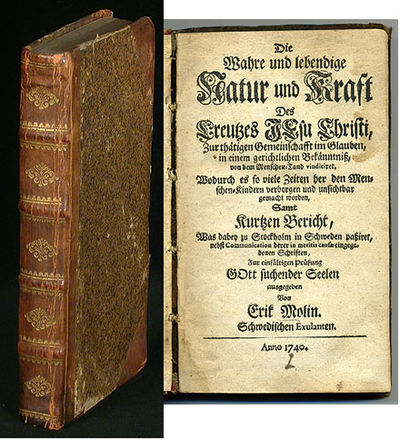 Die
Wahre und lebendige
Natur und Kraft
Des
Creutzes JEsu Christi,
Zur thätigen Gemeinschafft im Glauben,
in einem gerichtlichen Bekänntniß,
von dem Menschen-Tand vindiciret,
Wodurch es so viele Zeiten her den Men-
schen-Kindern verborgen und unsichtbar
gemacht worden,
Samt
Kurtzen Bericht,
Was dabey zu Stockholm in Schweden paßiret,
nebst Communication derer in meritis causæ eingege-
benen Schriften,
Zur einfältigen Prüfung
GOtt suchender Seelen
ausgegeben
Von
Erik Molin.
Schwedischen Exulanten.
Anno 1740.